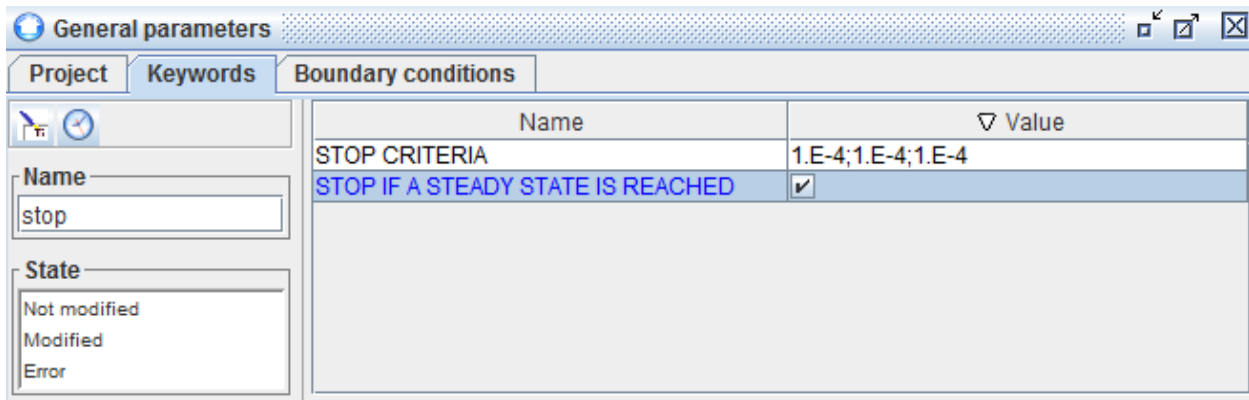 General parameters
Project Keywords Boundary conditions
Name ▽ Value
STOP CRITERIA 1.E-4;1.E-4;1.E-4
STOP IF A STEADY STATE IS REACHED
Name
stop
State
Not modified
Modified
Error